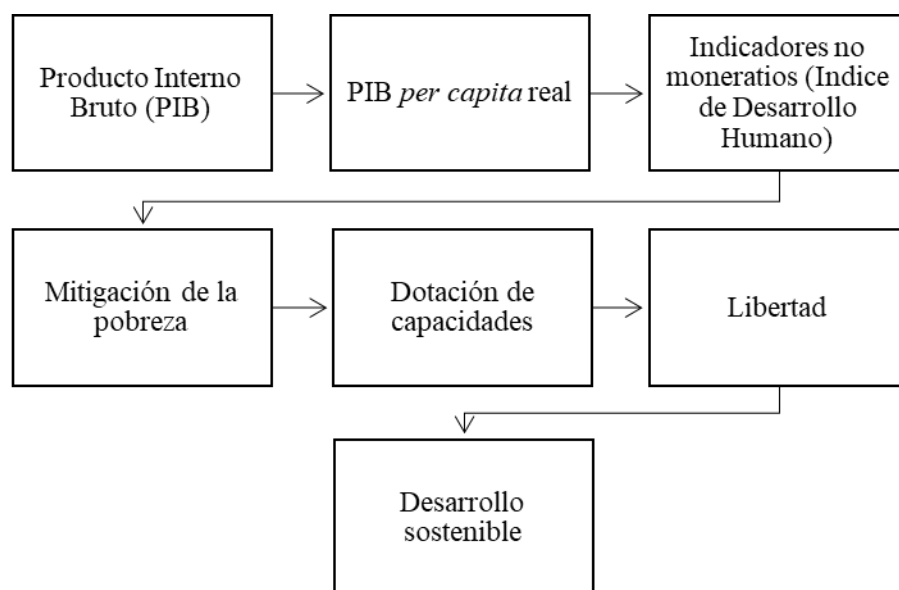 Producto Interno
Bruto (PIB)
PIB per capita real
Indicadores no
moneratios (Indice
de Desarrollo
Humano)
Mitigación de la
pobreza
Dotación de
capacidades
Libertad
Desarrollo
sostenible